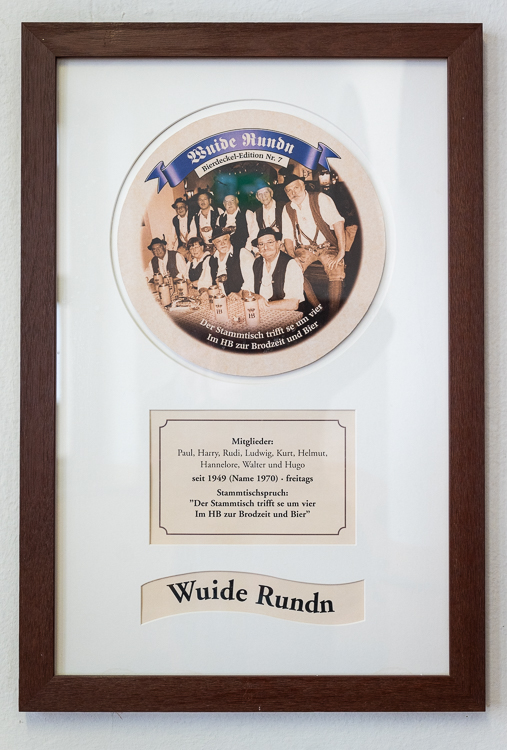 Wuide Rundn
Bierdeckel-Edition Nr. 7
HB
HB
Der Stammtisch trifft se um vier
Im HB zur Brodzeit und Bier
Mitglieder:
Paul, Harry, Rudi, Ludwig, Kurt, Helmut,
Hannelore, Walter und Hugo
seit 1949 (Name 1970) · freitags
Stammtischspruch:
"Der Stammtisch trifft se um vier
Im HB zur Brodzeit und Bier"
Wuide Rundn